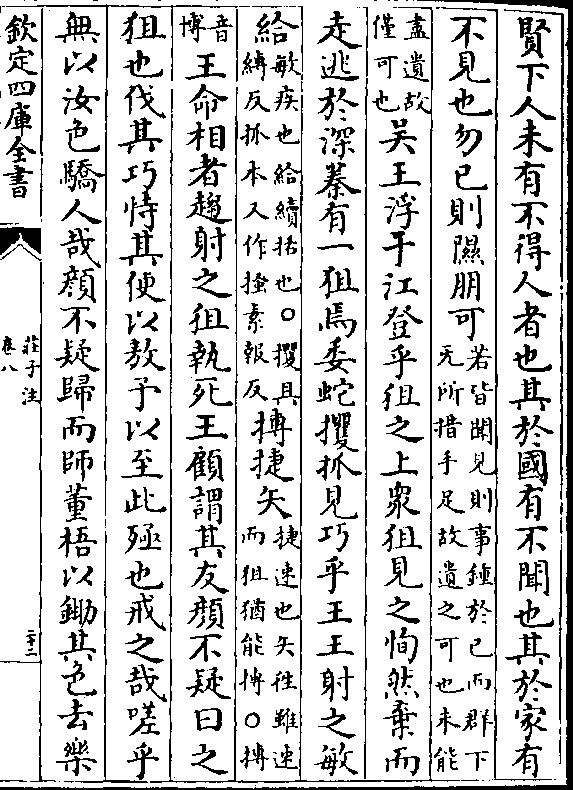 賢下人未有不得人者也其於國有不聞也其於家有
不見也勿已則隰朋可
若皆聞見則事鍾於己而群下
无所措手足故遺之可也未能
盡遺故
僅可也
吳王浮于江登乎狙之上衆狙見之恂然棄而
走逃於深蓁有一狙焉委蛇攫抓見巧乎王王射之敏
給
敏疾也給續括也○攫具
縛反抓本又作搔素報反
搏捷矢
捷速也矢往雖速
而狙猶能搏○搏
音
博
王命相者趨射之狙執死王顧謂其友顔不疑曰之
狙也伐其巧恃其便以敖予以至此殛也戒之哉嗟乎
無以汝色驕人哉顔不疑歸而師董梧以鋤其色去樂
欽定四庫全書
莊子注
卷八